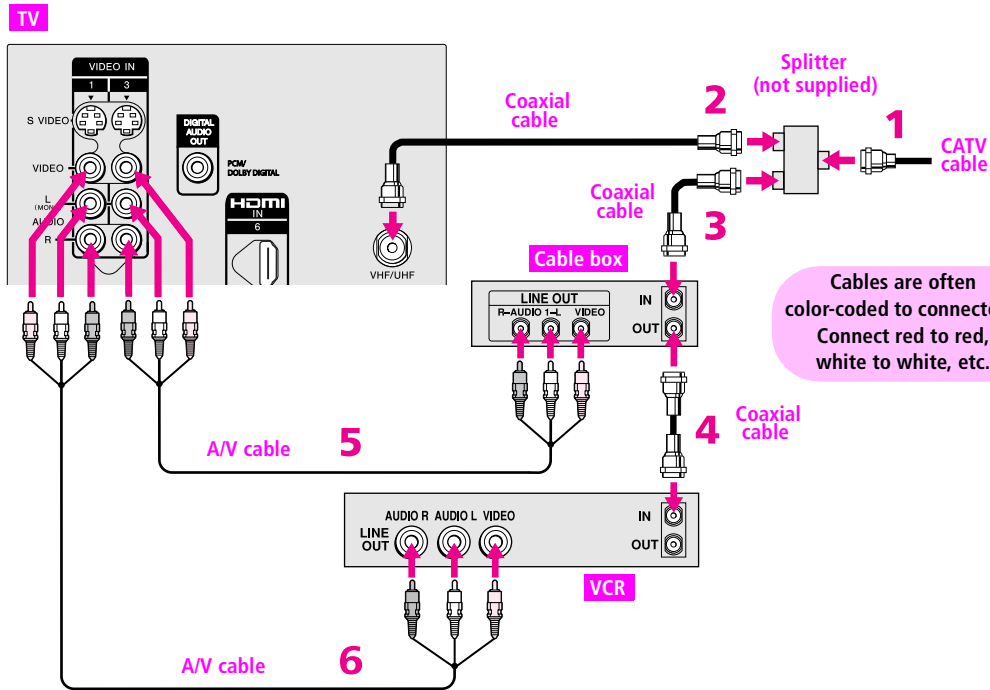 TV
VIDEO IN
1 3
S VIDEO
VIDEO
L
(MONO)
AUDIO
R
DIGITAL
AUDIO
OUT
PCM/
DOLBY DIGITAL
HDMI
IN
6
VHF/UHF
Coaxial
cable
2
Splitter
(not supplied)
1
CATV
cable
Coaxial
cable
3
Cable box
LINE OUT
R–AUDIO 1–L VIDEO
IN
OUT
Cables are often
color-coded to
Connect red to red,
white to white, etc.
4
Coaxial
cable
A/V cable
5
AUDIO R AUDIO L VIDEO
LINE
OUT
IN
OUT
VCR
A/V cable
6